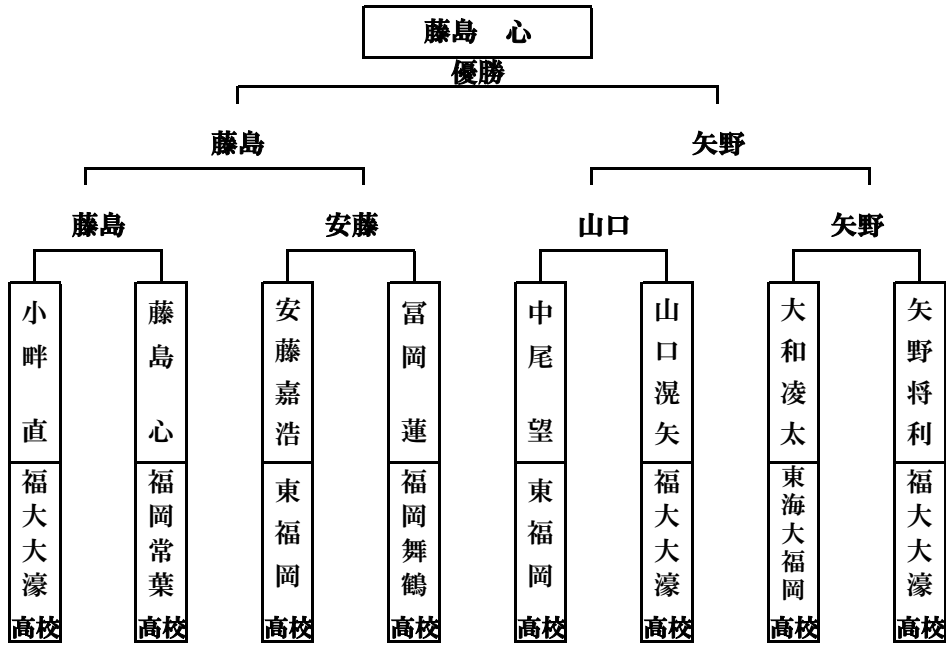 藤島　心
優勝
藤島
矢野
藤島
安藤
山口
矢野
小畔　直
藤島　心
安藤嘉浩
冨岡　蓮
中尾　望
山口滉矢
大和凌太
矢野将利
福大大濠
福岡常葉
東福岡
福岡舞鶴
東福岡
福大大濠
東海大福岡
福大大濠
高校
高校
高校
高校
高校
高校
高校
高校